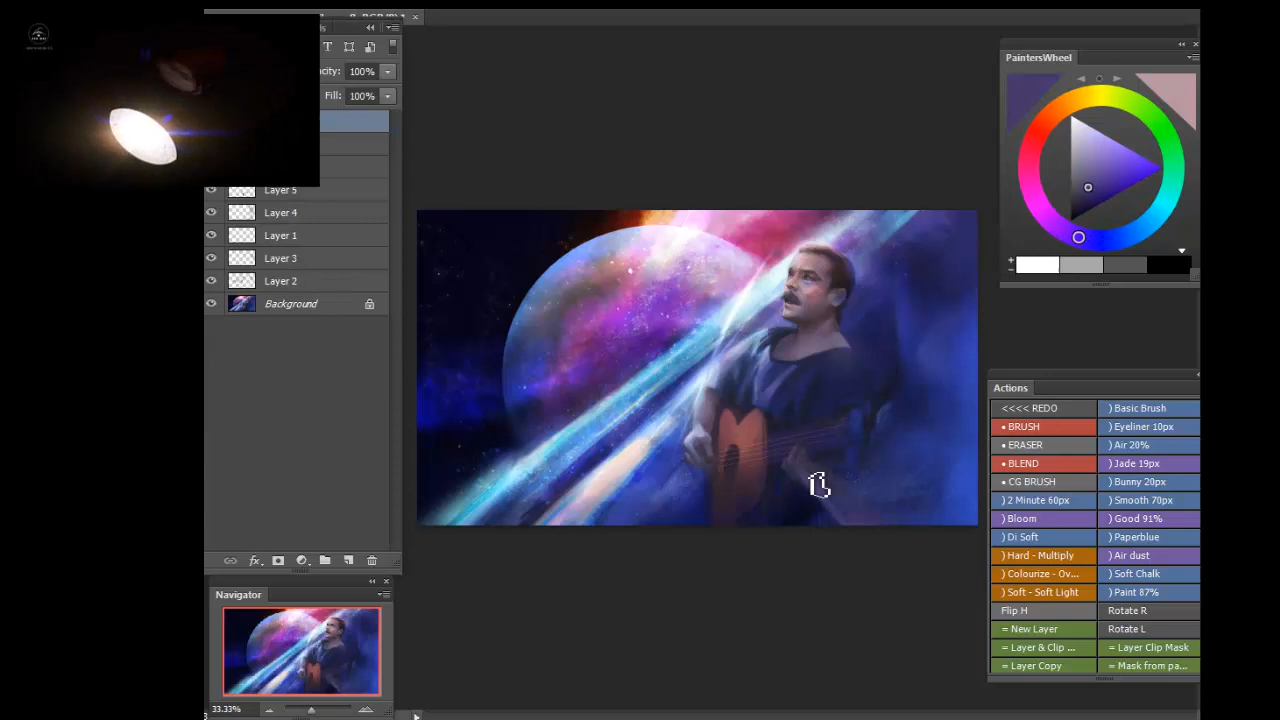 PaintersWheel
acity: 100%
Fill: 100%
Layer 5
Layer 4
Layer 1
Layer 3
Layer 2
Background
Actions
<<<< REDO
) Basic Brush
• BRUSH
) Eyeliner 10px
• ERASER
) Air 20%
• BLEND
) Jade 19px
• CG BRUSH
) Bunny 20px
) 2 Minute 60px
) Smooth 70px
) Bloom
) Good 91%
) Di Soft
) Paperblue
) Hard - Multiply
) Air dust
) Colourize - Ov...
) Soft Chalk
) Soft - Soft Light
) Paint 87%
Flip H
Rotate R
= New Layer
Rotate L
= Layer & Clip ...
= Layer Clip Mask
= Layer Copy
= Mask from pa...
fx
Navigator
33.33%